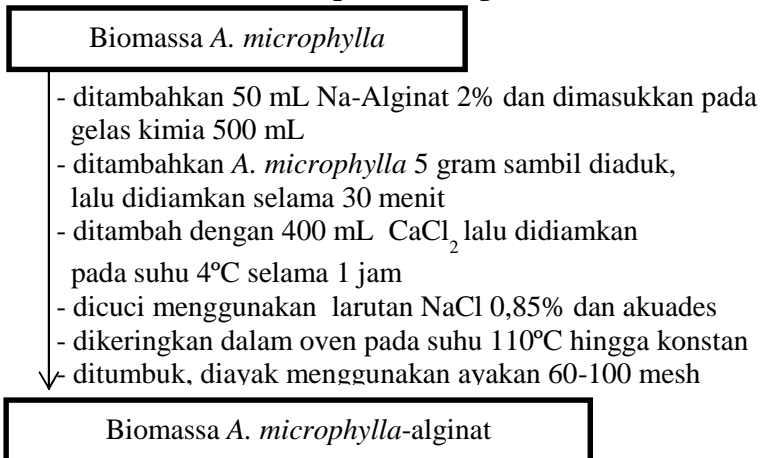 Biomassa A. microphylla
- ditambahkan 50 mL Na-Alginat 2% dan dimasukkan pada
gelas kimia 500 mL
- ditambahkan A. microphylla 5 gram sambil diaduk,
lalu didiamkan selama 30 menit
- ditambah dengan 400 mL CaCl₂ lalu didiamkan
pada suhu 4ºC selama 1 jam
- dicuci menggunakan larutan NaCl 0,85% dan akuades
- dikeringkan dalam oven pada suhu 110ºC hingga konstan
- ditumbuk, diayak menggunakan ayakan 60-100 mesh
Biomassa A. microphylla-alginat